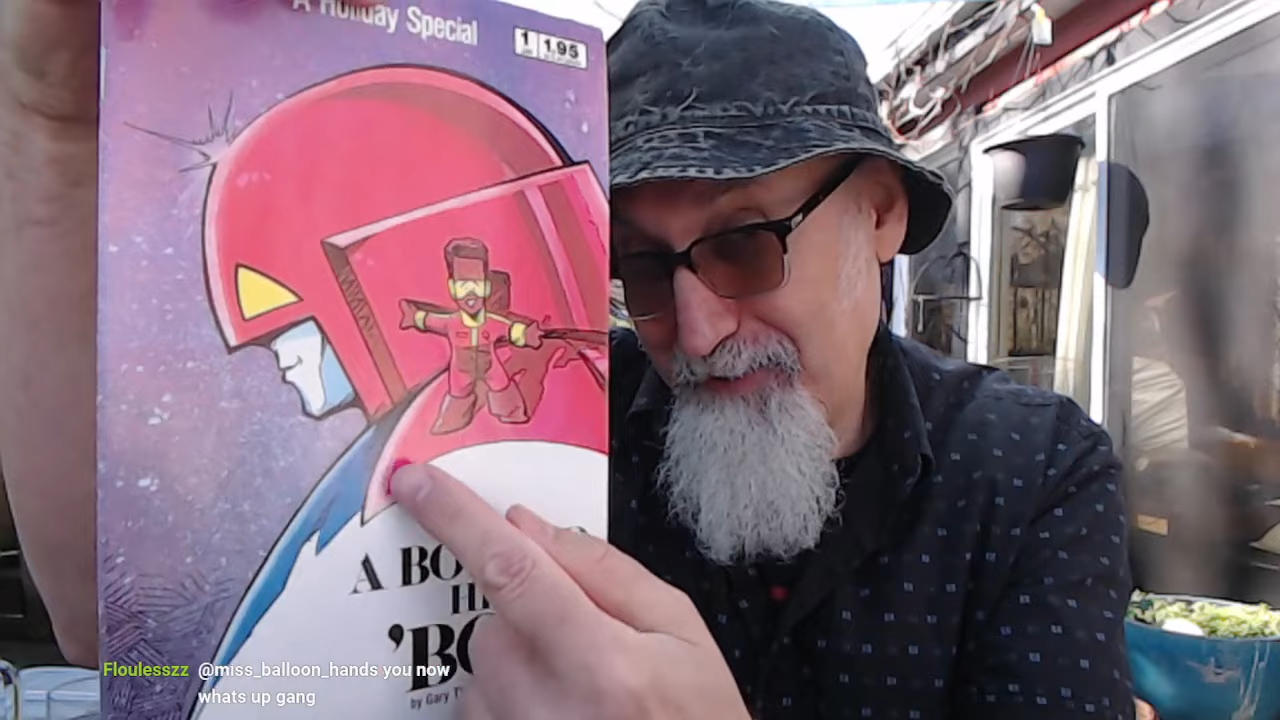 A Holiday Special
1 1.95
A BO
HI
'BO
by Gary
Floulesszz @miss_balloon_hands you now
whats up gang